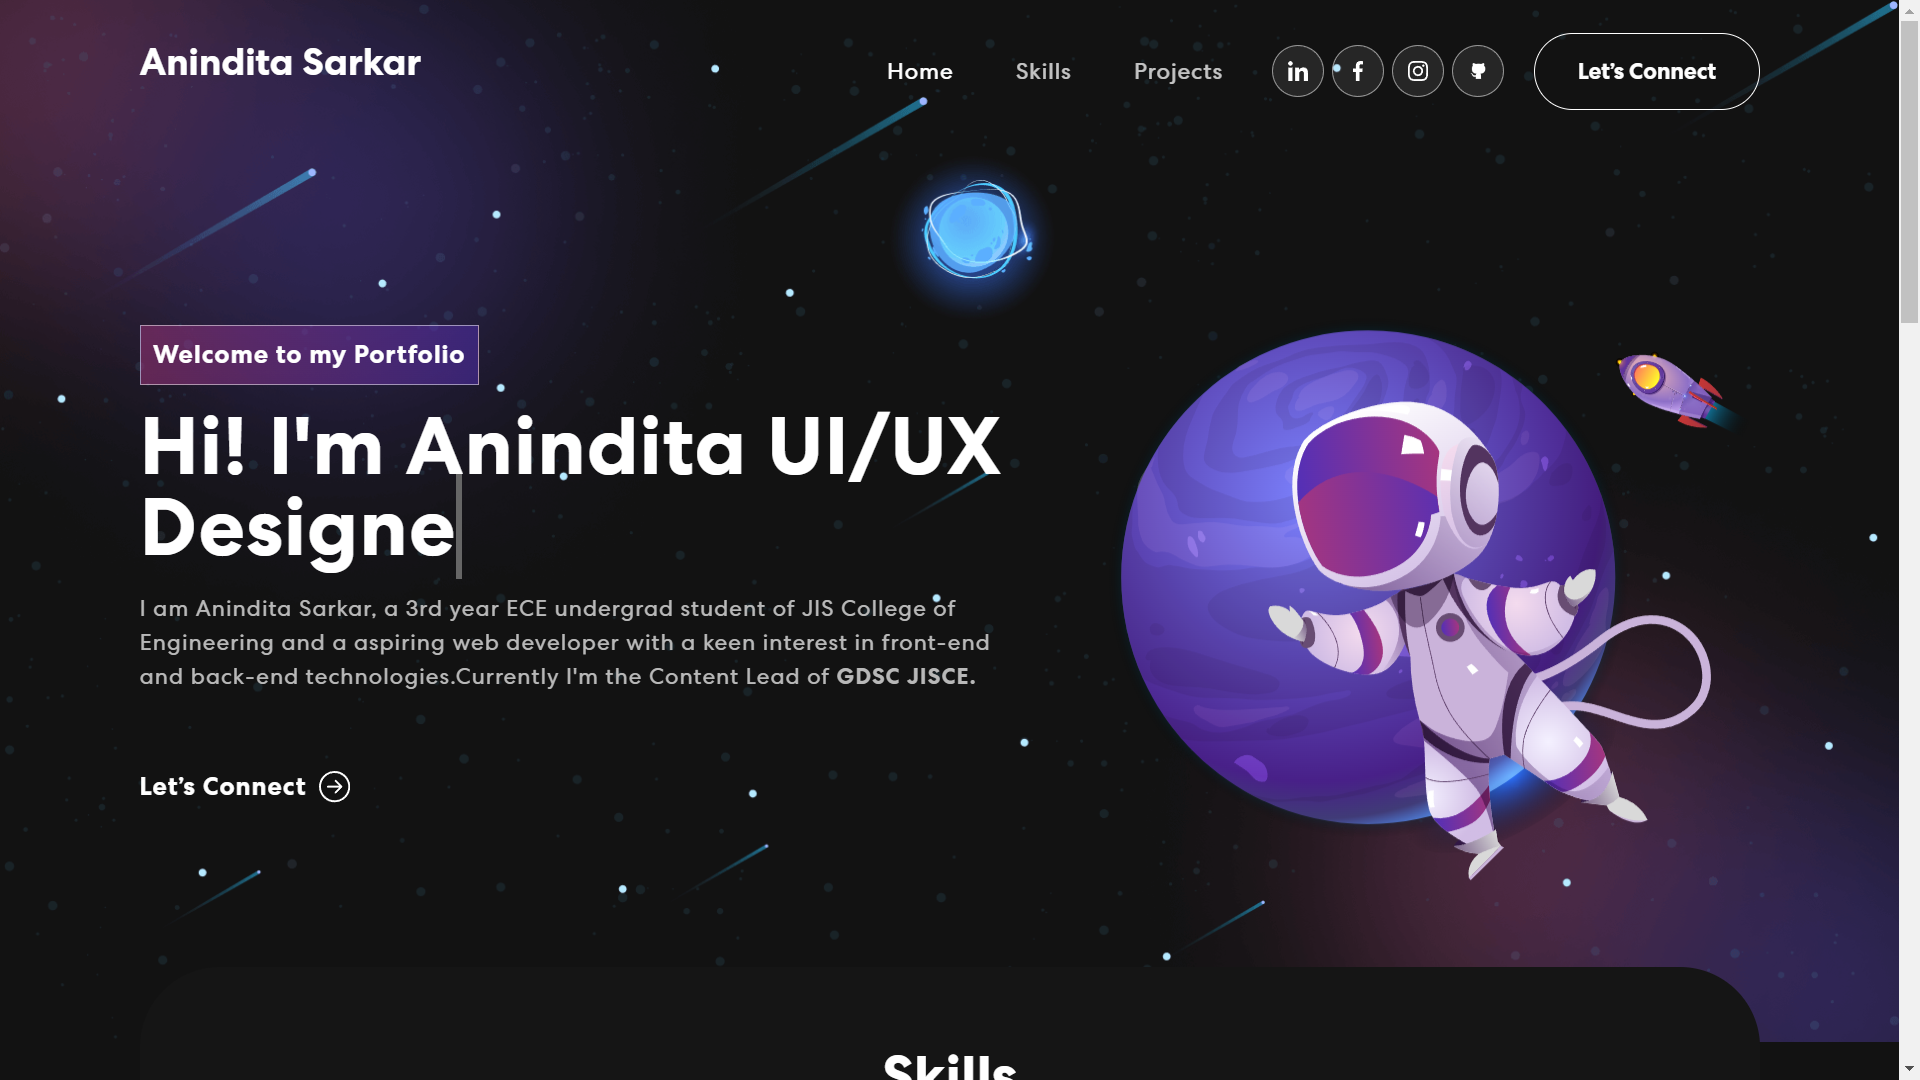 Anindita Sarkar
Home
Skills
Projects
Let’s Connect
Welcome to my Portfolio
Hi! I'm Anindita UI/UX
Designe
I am Anindita Sarkar, a 3rd year ECE undergrad student of JIS College of
Engineering and a aspiring web developer with a keen interest in front-end
and back-end technologies.Currently I'm the Content Lead of GDSC JISCE.
Let’s Connect
Skills